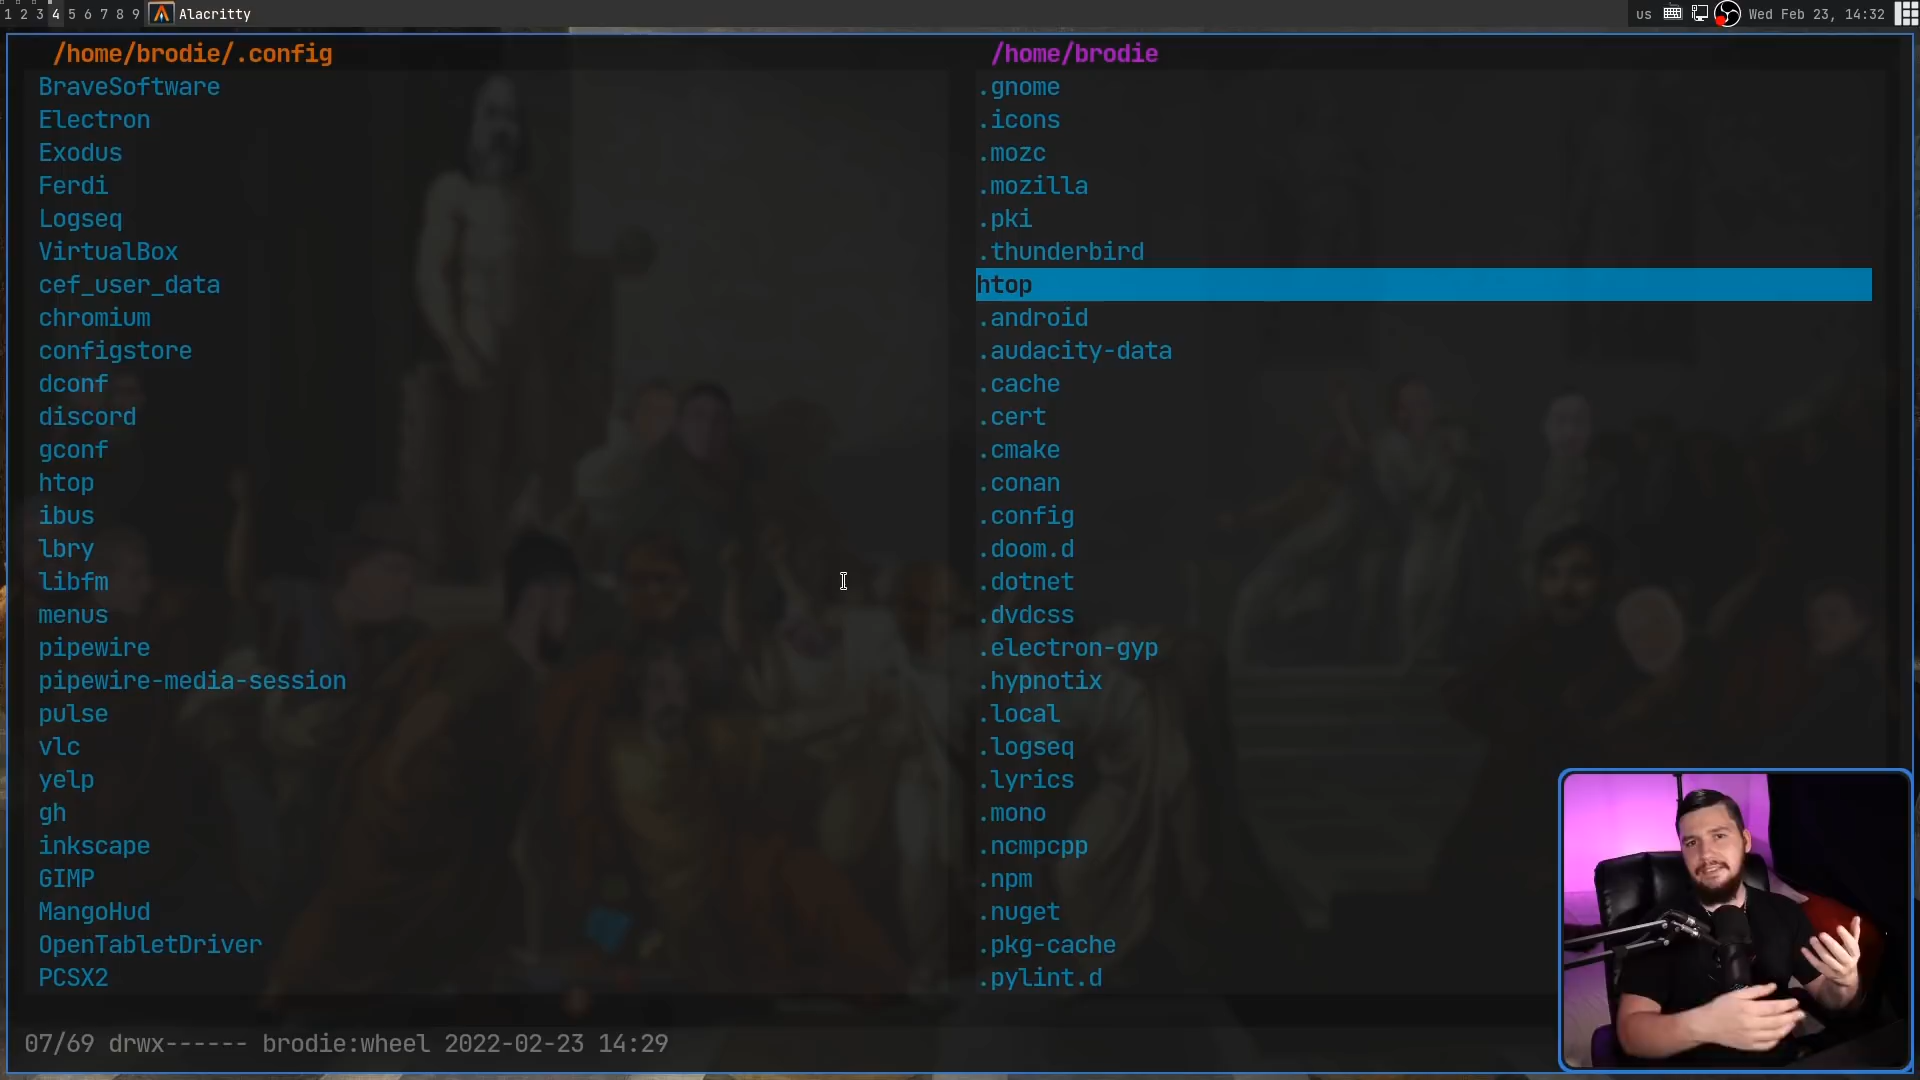 1 2 3 4 5 6 7 8 9 Alacritty us Wed Feb 23, 14:32
/home/brodie/.config
BraveSoftware
Electron
Exodus
Ferdi
Logseq
VirtualBox
cef_user_data
chromium
configstore
dconf
discord
gconf
htop
ibus
lbry
libfm
menus
pipewire
pipewire-media-session
pulse
vlc
yelp
gh
inkscape
GIMP
MangoHud
OpenTabletDriver
PCSX2
/home/brodie
.gnome
.icons
.mozc
.mozilla
.pki
.thunderbird
htop
.android
.audacity-data
.cache
.cert
.cmake
.conan
.config
.doom.d
.dotnet
.dvdcss
.electron-gyp
.hypnotix
.local
.logseq
.lyrics
.mono
.ncmpcpp
.npm
.nuget
.pkg-cache
.pylint.d
07/69 drwx------ brodie:wheel 2022-02-23 14:29